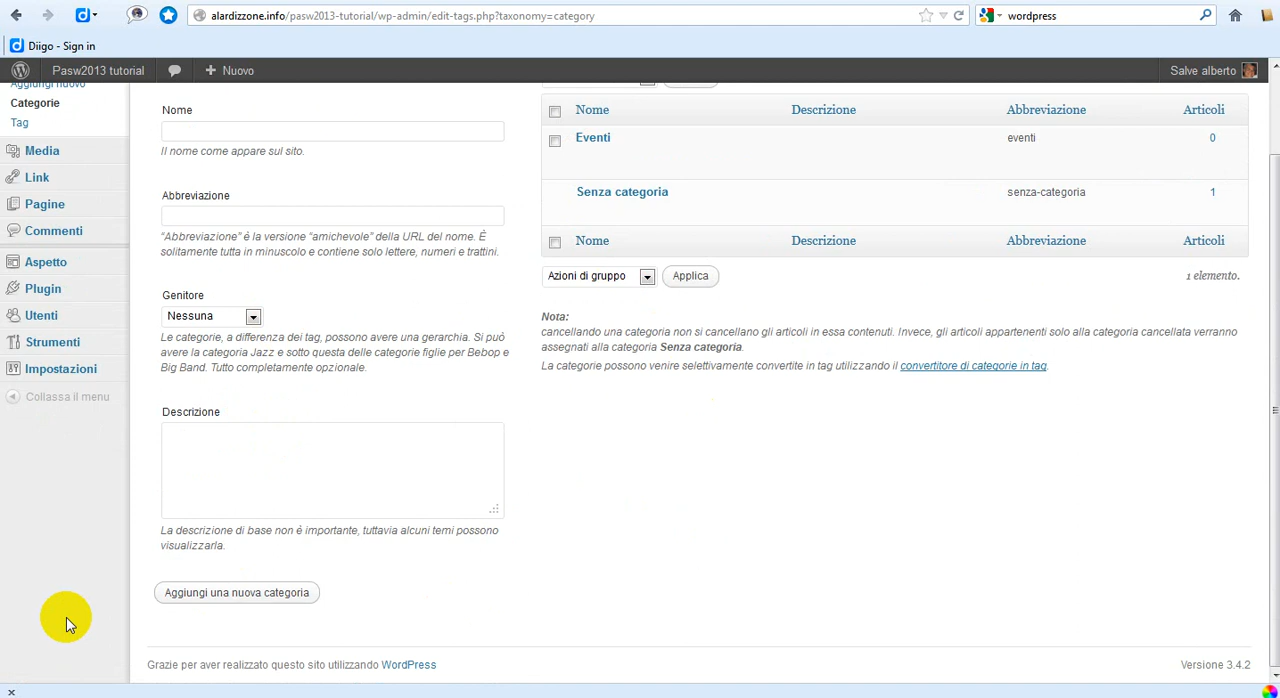 alardizzone.info/pasw2013-tutorial/wp-admin/edit-tags.php?taxonomy=category
wordpress
Diigo - Sign in
Pasw2013 tutorial
Nuovo
Salve alberto
Aggiungi nuovo
Categorie
Tag
Media
Link
Pagine
Commenti
Aspetto
Plugin
Utenti
Strumenti
Impostazioni
Collassa il menu
Nome
Il nome come appare sul sito.
Abbreviazione
“Abbreviazione” è la versione “amichevole” della URL del nome. È
solitamente tutta in minuscolo e contiene solo lettere, numeri e trattini.
Genitore
Nessuna
Le categorie, a differenza dei tag, possono avere una gerarchia. Si può
avere la categoria Jazz e sotto questa delle categorie figlie per Bebop e
Big Band. Tutto completamente opzionale.
Descrizione
La descrizione di base non è importante, tuttavia alcuni temi possono
visualizzarla.
Aggiungi una nuova categoria
Nome Descrizione Abbreviazione Articoli
Eventi eventi 0
Senza categoria senza-categoria 1
Nome Descrizione Abbreviazione Articoli
Azioni di gruppo Applica 1 elemento.
Nota:
cancellando una categoria non si cancellano gli articoli in essa contenuti. Invece, gli articoli appartenenti solo alla categoria cancellata verranno
assegnati alla categoria Senza categoria.
La categorie possono venire selettivamente convertite in tag utilizzando il convertitore di categorie in tag.
Grazie per aver realizzato questo sito utilizzando WordPress
Versione 3.4.2